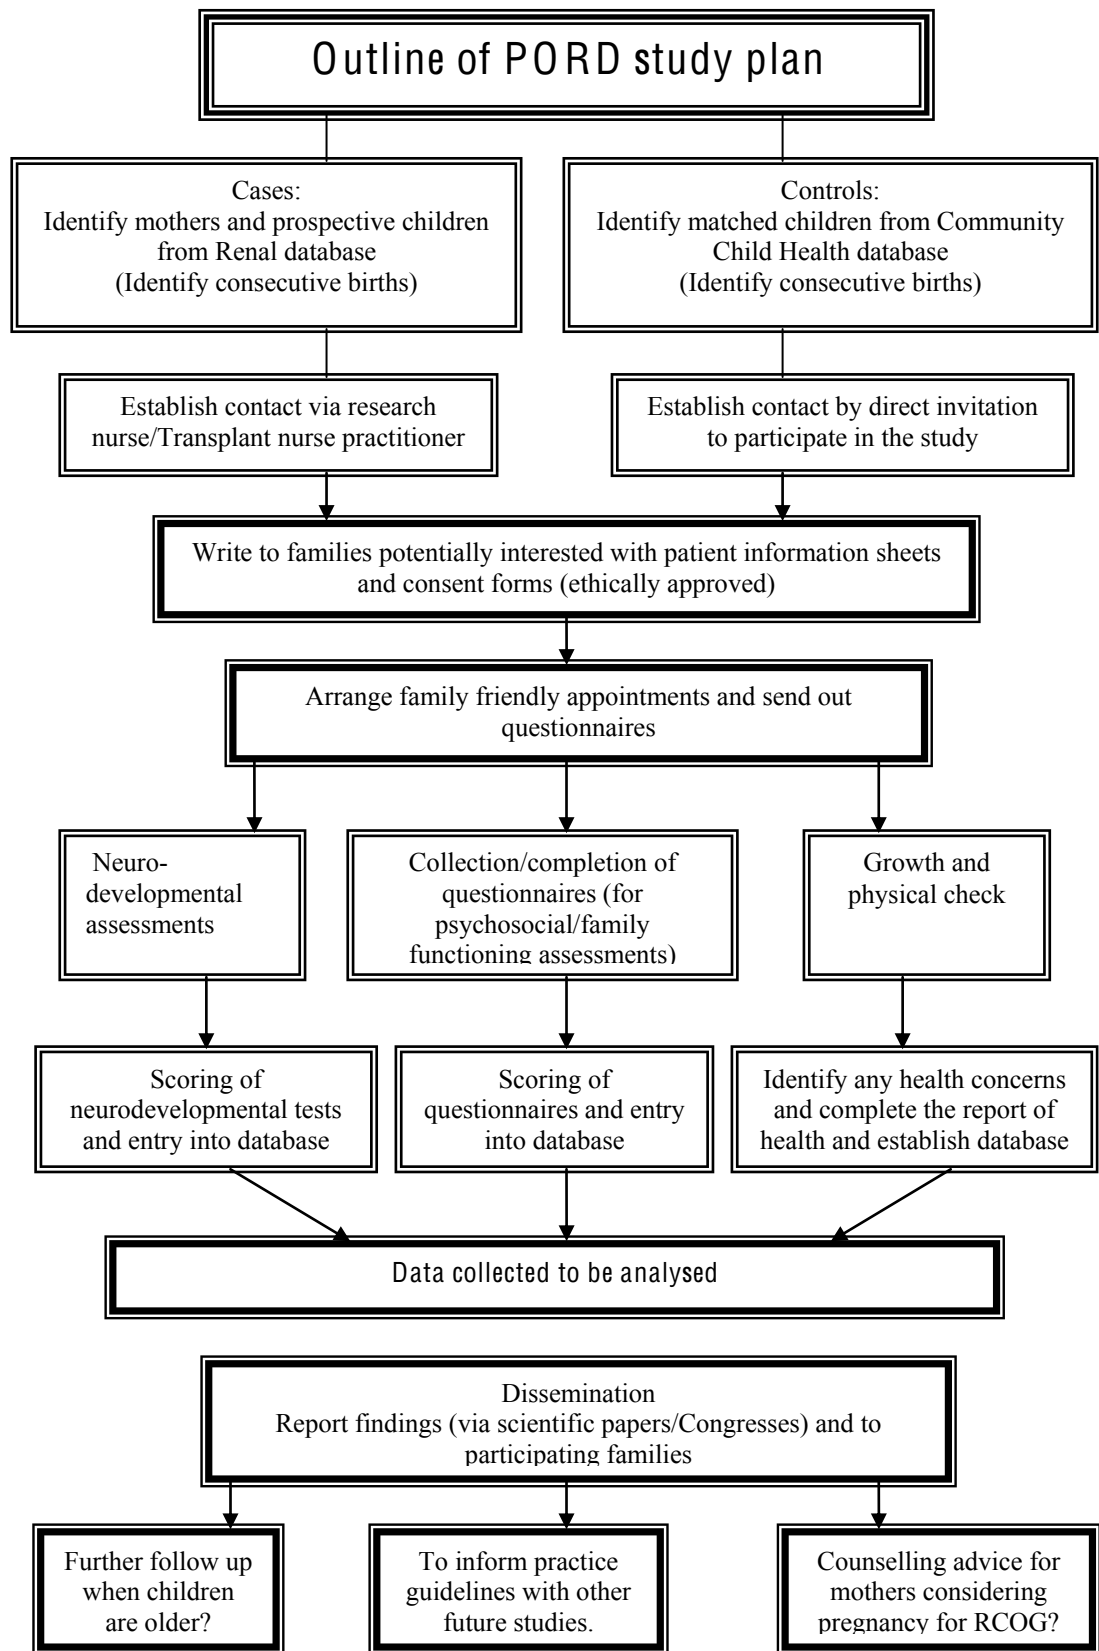 Outline of PORD study plan
Cases:
Identify mothers and prospective children
from Renal database
(Identify consecutive births)
Controls:
Identify matched children from Community
Child Health database
(Identify consecutive births)
Establish contact via research
nurse/Transplant nurse practitioner
Establish contact by direct invitation
to participate in the study
Write to families potentially interested with patient information sheets
and consent forms (ethically approved)
Arrange family friendly appointments and send out
questionnaires
Neuro-
developmental
assessments
Collection/completion of
questionnaires (for
psychosocial/family
functioning assessments)
Growth and
physical check
Scoring of
neurodevelopmental tests
and entry into database
Scoring of
questionnaires and entry
into database
Identify any health concerns
and complete the report of
health and establish database
Data collected to be analysed
Dissemination
Report findings (via scientific papers/Congresses) and to
participating families
Further follow up
when children
are older?
To inform practice
guidelines with other
future studies.
Counselling advice for
mothers considering
pregnancy for RCOG?